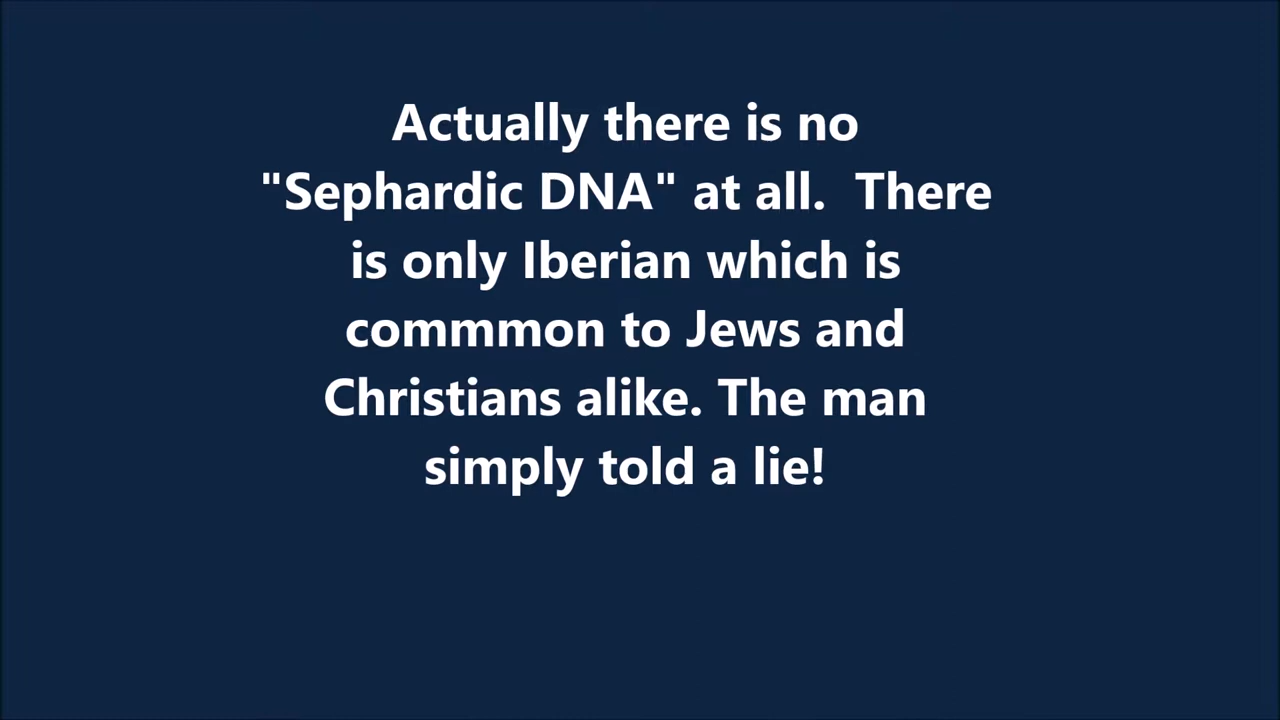 Actually there is no
"Sephardic DNA" at all.  There
is only Iberian which is
commmon to Jews and
Christians alike. The man
simply told a lie!